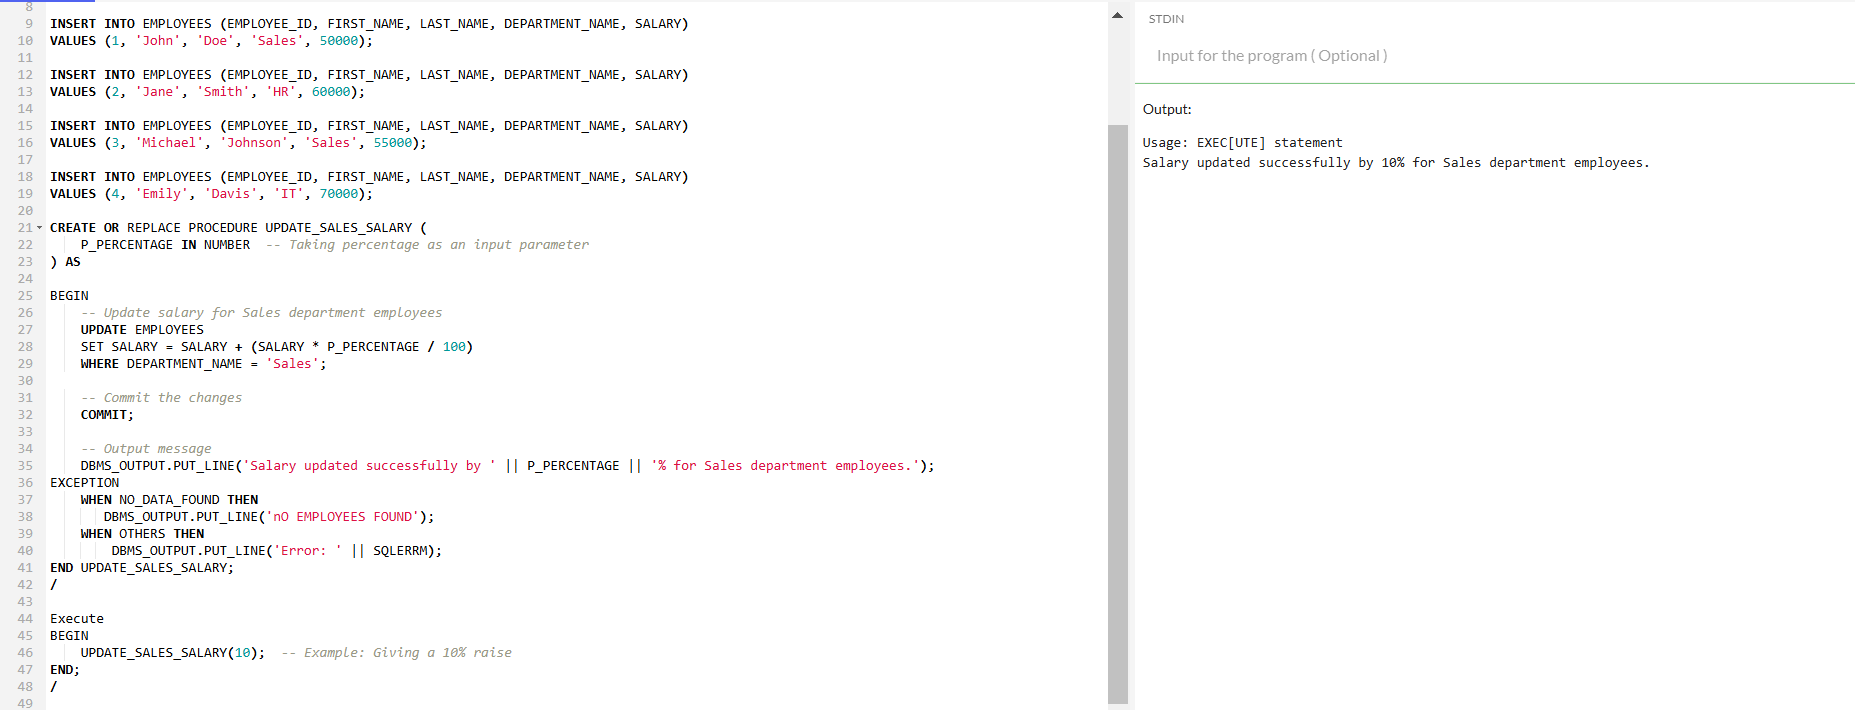 8
9 INSERT INTO EMPLOYEES (EMPLOYEE_ID, FIRST_NAME, LAST_NAME, DEPARTMENT_NAME, SALARY)
10 VALUES (1, 'John', 'Doe', 'Sales', 50000);
11
12 INSERT INTO EMPLOYEES (EMPLOYEE_ID, FIRST_NAME, LAST_NAME, DEPARTMENT_NAME, SALARY)
13 VALUES (2, 'Jane', 'Smith', 'HR', 60000);
14
15 INSERT INTO EMPLOYEES (EMPLOYEE_ID, FIRST_NAME, LAST_NAME, DEPARTMENT_NAME, SALARY)
16 VALUES (3, 'Michael', 'Johnson', 'Sales', 55000);
17
18 INSERT INTO EMPLOYEES (EMPLOYEE_ID, FIRST_NAME, LAST_NAME, DEPARTMENT_NAME, SALARY)
19 VALUES (4, 'Emily', 'Davis', 'IT', 70000);
20
21 CREATE OR REPLACE PROCEDURE UPDATE_SALES_SALARY (
22     P_PERCENTAGE IN NUMBER  -- Taking percentage as an input parameter
23 ) AS
24
25 BEGIN
26     -- Update salary for Sales department employees
27     UPDATE EMPLOYEES
28     SET SALARY = SALARY + (SALARY * P_PERCENTAGE / 100)
29     WHERE DEPARTMENT_NAME = 'Sales';
30
31     -- Commit the changes
32     COMMIT;
33
34     -- Output message
35     DBMS_OUTPUT.PUT_LINE('Salary updated successfully by ' || P_PERCENTAGE || '% for Sales department employees.');
36 EXCEPTION
37     WHEN NO_DATA_FOUND THEN
38        DBMS_OUTPUT.PUT_LINE('nO EMPLOYEES FOUND');
39     WHEN OTHERS THEN
40         DBMS_OUTPUT.PUT_LINE('Error: ' || SQLERRM);
41 END UPDATE_SALES_SALARY;
42 /
43
44 Execute
45 BEGIN
46     UPDATE_SALES_SALARY(10);  -- Example: Giving a 10% raise
47 END;
48 /
49
STDIN
Input for the program ( Optional )
Output:
Usage: EXEC[UTE] statement
Salary updated successfully by 10% for Sales department employees.